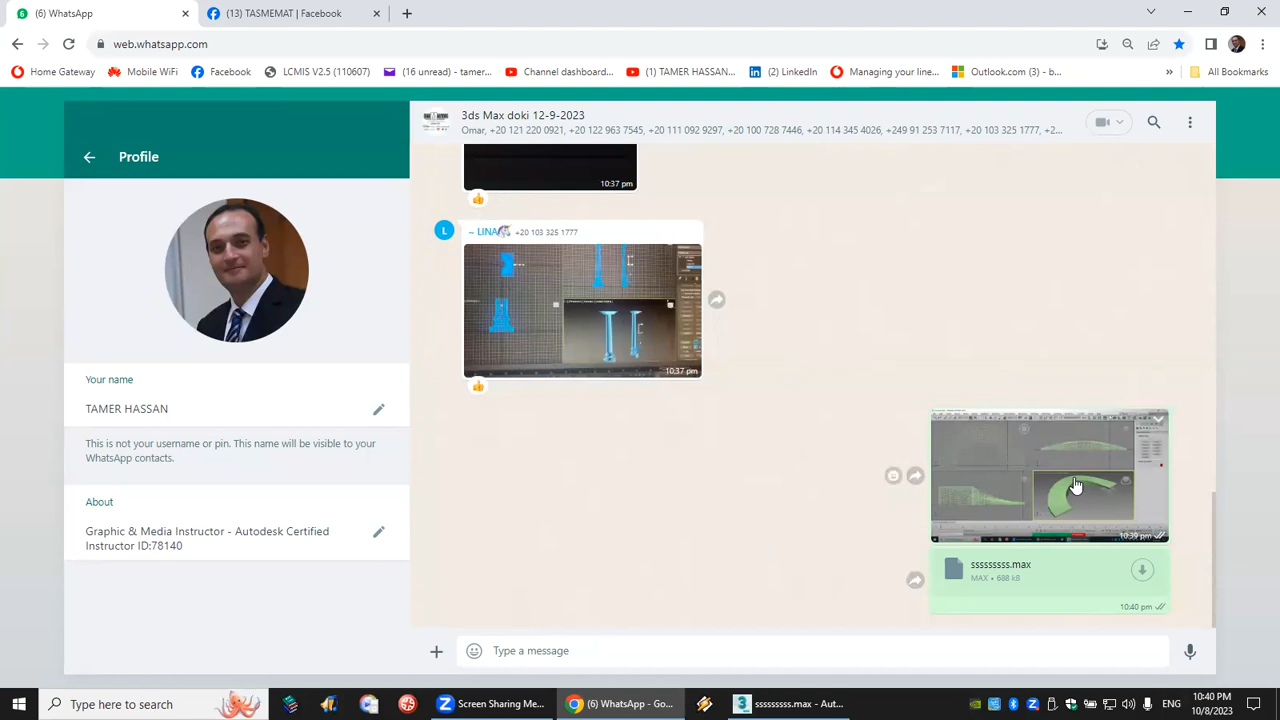 (6) WhatsApp
(13) TASMEMAT | Facebook
web.whatsapp.com
Home Gateway
Mobile WiFi
Facebook
LCMIS V2.5 (110607)
(16 unread) - tamer...
Channel dashboard...
(1) TAMER HASSAN...
(2) LinkedIn
Managing your line...
Outlook.com (3) - b...
»
All Bookmarks
Profile
Your name
TAMER HASSAN
This is not your username or pin. This name will be visible to your
WhatsApp contacts.
About
Graphic & Media Instructor - Autodesk Certified
Instructor ID:78140
3ds Max doki 12-9-2023
Omar, +20 121 220 0921, +20 122 963 7545, +20 111 092 9297, +20 100 728 7446, +20 114 345 4026, +249 91 253 7117, +20 103 325 1777, +2...
10:37 pm
L
~ LINA +20 103 325 1777
10:37 pm
10:39 pm
sssssssss.max
MAX • 688 kB
10:40 pm
Type a message
Type here to search
Screen Sharing Me...
(6) WhatsApp - Go...
sssssssss.max - Aut...
ENG
10:40 PM
10/8/2023